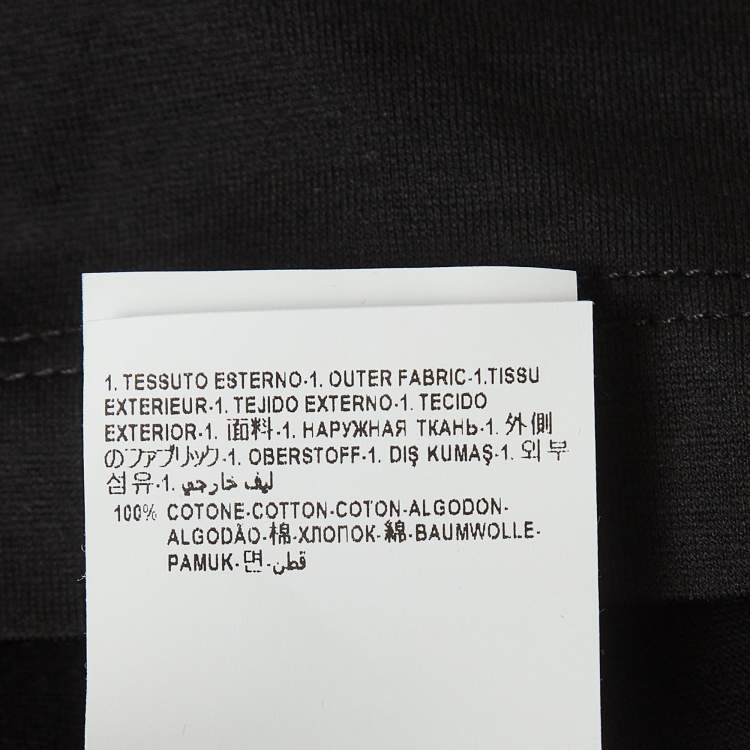 1. TESSUTO ESTERNO-1. OUTER FABRIC-1.TISSU
EXTERIEUR-1. TEJIDO EXTERNO-1. TECIDO
EXTERIOR-1. 面料-1. НАРУЖНАЯ ТКАНЬ-1. 外側
のファブリック-1. OBERSTOFF-1. DIŞ KUMAŞ-1. 외부
섬유-1. ليف خارجي
100% COTONE-COTTON-COTON-ALGODON-
ALGODÃO-棉-ХЛОПОК-綿-BAUMWOLLE-
PAMUK-면-قطن